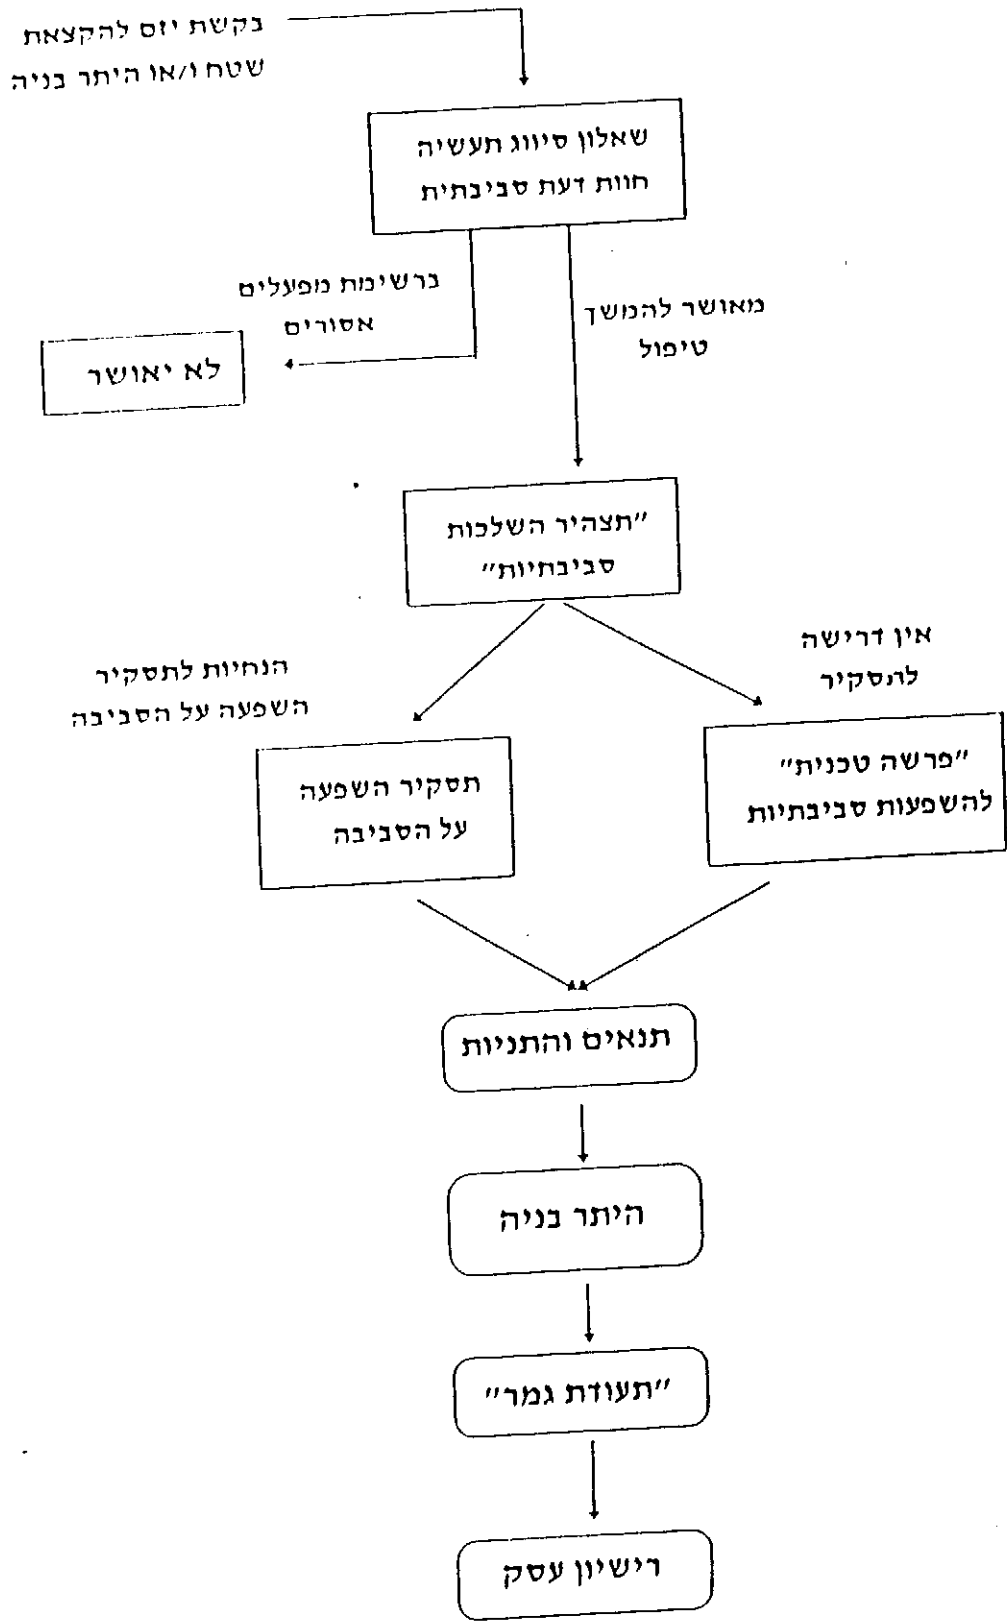 בקשת יזם להקצאת
שטח ו/או היתר בניה
שאלון סיווג תעשיה
חוות דעת סביבתית
ברשימת מפעלים
אסורים
מאושר להמשך
טיפול
לא יאושר
"תצהיר השלכות
סביבתיות"
אין דרישה
לתסקיר
הנחיות לתסקיר
השפעה על הסביבה
"פרשה טכנית"
להשפעות סביבתיות
תסקיר השפעה
על הסביבה
תנאים והתניות
היתר בניה
"תעודת גמר"
רישיון עסק